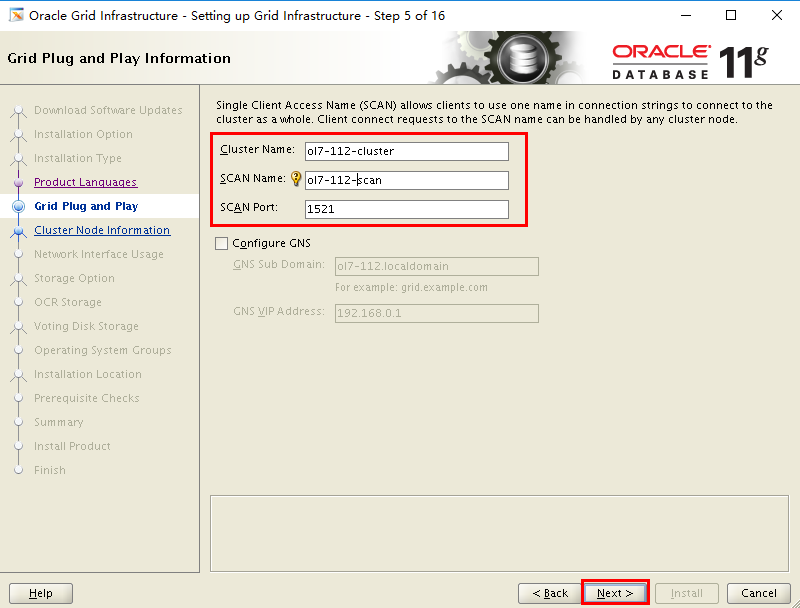 Oracle Grid Infrastructure - Setting up Grid Infrastructure - Step 5 of 16
Grid Plug and Play Information
ORACLE
DATABASE
11g
Download Software Updates
Installation Option
Installation Type
Product Languages
Grid Plug and Play
Cluster Node Information
Network Interface Usage
Storage Option
OCR Storage
Voting Disk Storage
Operating System Groups
Installation Location
Prerequisite Checks
Summary
Install Product
Finish
Single Client Access Name (SCAN) allows clients to use one name in connection strings to connect to the
cluster as a whole. Client connect requests to the SCAN name can be handled by any cluster node.
Cluster Name: ol7-112-cluster
SCAN Name: ol7-112-scan
SCAN Port: 1521
Configure GNS
GNS Sub Domain: ol7-112.localdomain
For example: grid.example.com
GNS VIP Address: 192.168.0.1
Help
< Back
Next >
Install
Cancel